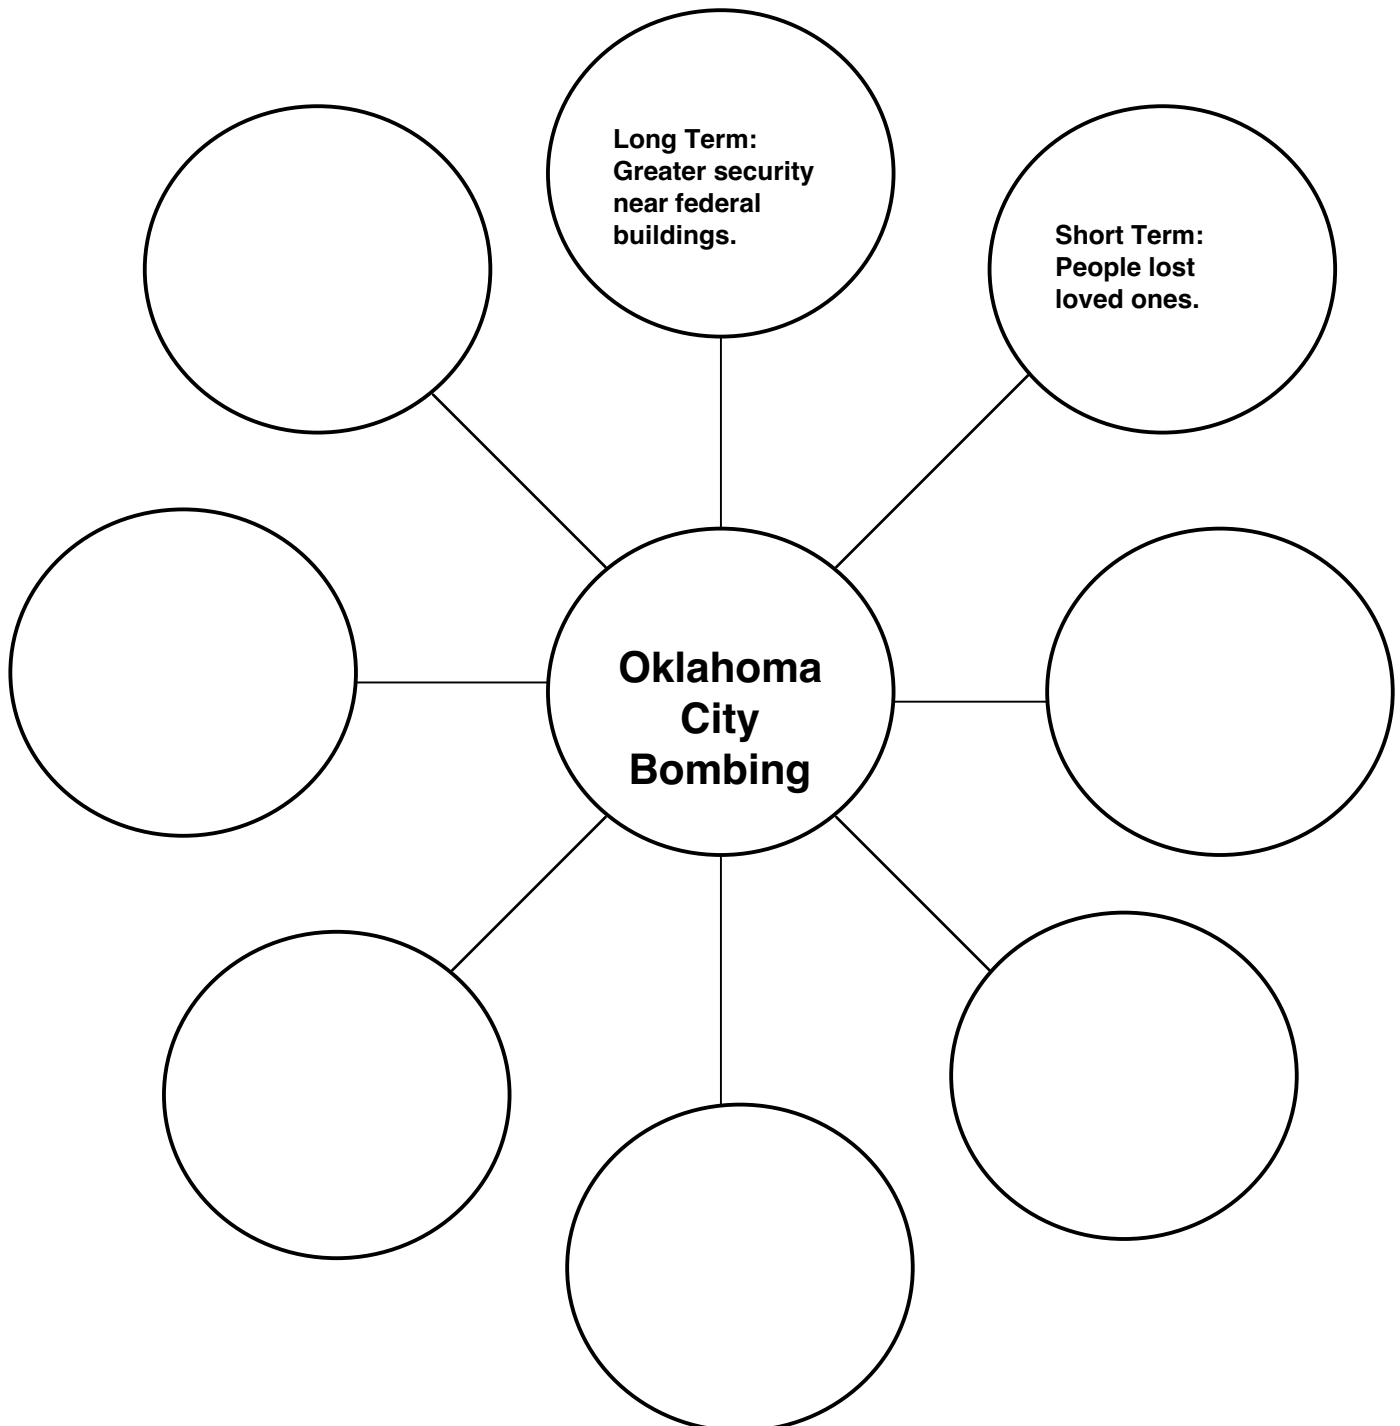 Long Term:
Greater security
near federal
buildings.
Short Term:
People lost
loved ones.
Oklahoma
City
Bombing